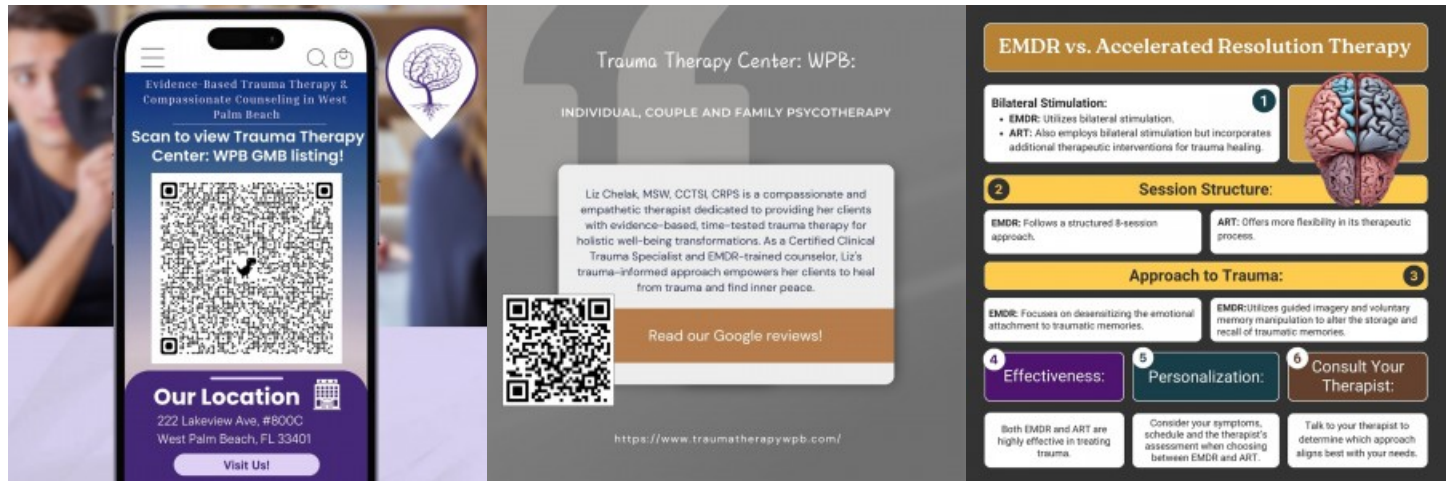 Evidence-Based Trauma Therapy &
Compassionate Counseling in West
Palm Beach
Scan to view Trauma Therapy
Center: WPB GMB listing!
Our Location
222 Lakeview Ave, #800C
West Palm Beach, FL 33401
Visit Us!
Trauma Therapy Center: WPB:
INDIVIDUAL, COUPLE AND FAMILY PSYCOTHERAPY
Liz Chelak, MSW, CCTSI, CRPS is a compassionate and
empathetic therapist dedicated to providing her clients
with evidence-based, time-tested trauma therapy for
holistic well-being transformations. As a Certified Clinical
Trauma Specialist and EMDR-trained counselor, Liz's
trauma-informed approach empowers her clients to heal
from trauma and find inner peace.
Read our Google reviews!
https://www.traumatherapywpb.com/
EMDR vs. Accelerated Resolution Therapy
Bilateral Stimulation:
1
• EMDR: Utilizes bilateral stimulation.
• ART: Also employs bilateral stimulation but incorporates
additional therapeutic interventions for trauma healing.
2
Session Structure:
EMDR: Follows a structured 8-session
approach.
ART: Offers more flexibility in its therapeutic
process.
Approach to Trauma:
3
EMDR: Focuses on desensitizing the emotional
attachment to traumatic memories.
EMDR:Utilizes guided imagery and voluntary
memory manipulation to alter the storage and
recall of traumatic memories.
4
Effectiveness:
Both EMDR and ART are
highly effective in treating
trauma.
5
Personalization:
Consider your symptoms,
schedule and the therapist's
assessment when choosing
between EMDR and ART.
6
Consult Your
Therapist:
Talk to your therapist to
determine which approach
aligns best with your needs.